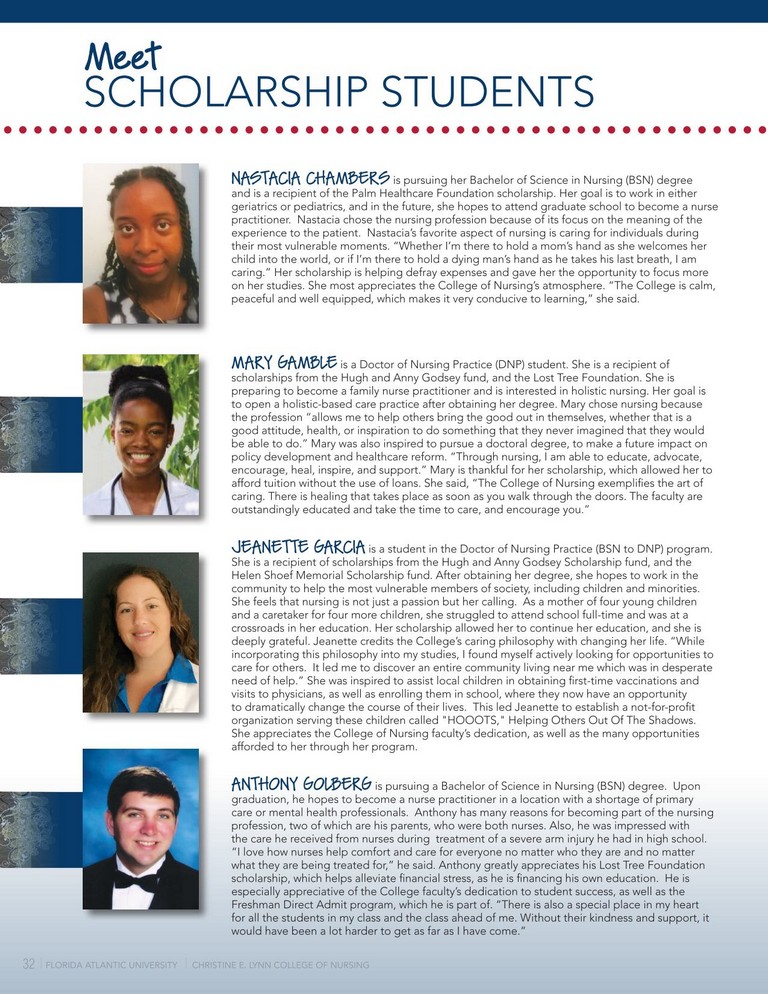 Meet
SCHOLARSHIP STUDENTS
NASTACIA CHAMBERS is pursuing her Bachelor of Science in Nursing (BSN) degree
and is a recipient of the Palm Healthcare Foundation scholarship. Her goal is to work in either
geriatrics or pediatrics, and in the future, she hopes to attend graduate school to become a nurse
practitioner.  Nastacia chose the nursing profession because of its focus on the meaning of the
experience to the patient.  Nastacia’s favorite aspect of nursing is caring for individuals during
their most vulnerable moments. “Whether I’m there to hold a mom’s hand as she welcomes her
child into the world, or if I’m there to hold a dying man’s hand as he takes his last breath, I am
caring.” Her scholarship is helping defray expenses and gave her the opportunity to focus more
on her studies. She most appreciates the College of Nursing’s atmosphere. “The College is calm,
peaceful and well equipped, which makes it very conducive to learning,” she said.
MARY GAMBLE is a Doctor of Nursing Practice (DNP) student. She is a recipient of
scholarships from the Hugh and Anny Godsey fund, and the Lost Tree Foundation. She is
preparing to become a family nurse practitioner and is interested in holistic nursing. Her goal is
to open a holistic-based care practice after obtaining her degree. Mary chose nursing because
the profession “allows me to help others bring the good out in themselves, whether that is a
good attitude, health, or inspiration to do something that they never imagined that they would
be able to do.” Mary was also inspired to pursue a doctoral degree, to make a future impact on
policy development and healthcare reform. “Through nursing, I am able to educate, advocate,
encourage, heal, inspire, and support.” Mary is thankful for her scholarship, which allowed her to
afford tuition without the use of loans. She said, “The College of Nursing exemplifies the art of
caring. There is healing that takes place as soon as you walk through the doors. The faculty are
outstandingly educated and take the time to care, and encourage you.”
JEANETTE GARCIA is a student in the Doctor of Nursing Practice (BSN to DNP) program.
She is a recipient of scholarships from the Hugh and Anny Godsey Scholarship fund, and the
Helen Shoef Memorial Scholarship fund. After obtaining her degree, she hopes to work in the
community to help the most vulnerable members of society, including children and minorities.
She feels that nursing is not just a passion but her calling.  As a mother of four young children
and a caretaker for four more children, she struggled to attend school full-time and was at a
crossroads in her education. Her scholarship allowed her to continue her education, and she is
deeply grateful. Jeanette credits the College’s caring philosophy with changing her life. “While
incorporating this philosophy into my studies, I found myself actively looking for opportunities to
care for others.  It led me to discover an entire community living near me which was in desperate
need of help.” She was inspired to assist local children in obtaining first-time vaccinations and
visits to physicians, as well as enrolling them in school, where they now have an opportunity
to dramatically change the course of their lives.  This led Jeanette to establish a not-for-profit
organization serving these children called "HOOOTS," Helping Others Out Of The Shadows.
She appreciates the College of Nursing faculty’s dedication, as well as the many opportunities
afforded to her through her program.
ANTHONY GOLBERG is pursuing a Bachelor of Science in Nursing (BSN) degree.  Upon
graduation, he hopes to become a nurse practitioner in a location with a shortage of primary
care or mental health professionals.  Anthony has many reasons for becoming part of the nursing
profession, two of which are his parents, who were both nurses. Also, he was impressed with
the care he received from nurses during  treatment of a severe arm injury he had in high school.
“I love how nurses help comfort and care for everyone no matter who they are and no matter
what they are being treated for,” he said. Anthony greatly appreciates his Lost Tree Foundation
scholarship, which helps alleviate financial stress, as he is financing his own education.  He is
especially appreciative of the College faculty’s dedication to student success, as well as the
Freshman Direct Admit program, which he is part of. “There is also a special place in my heart
for all the students in my class and the class ahead of me. Without their kindness and support, it
would have been a lot harder to get as far as I have come.”
32 | FLORIDA ATLANTIC UNIVERSITY | CHRISTINE E. LYNN COLLEGE OF NURSING